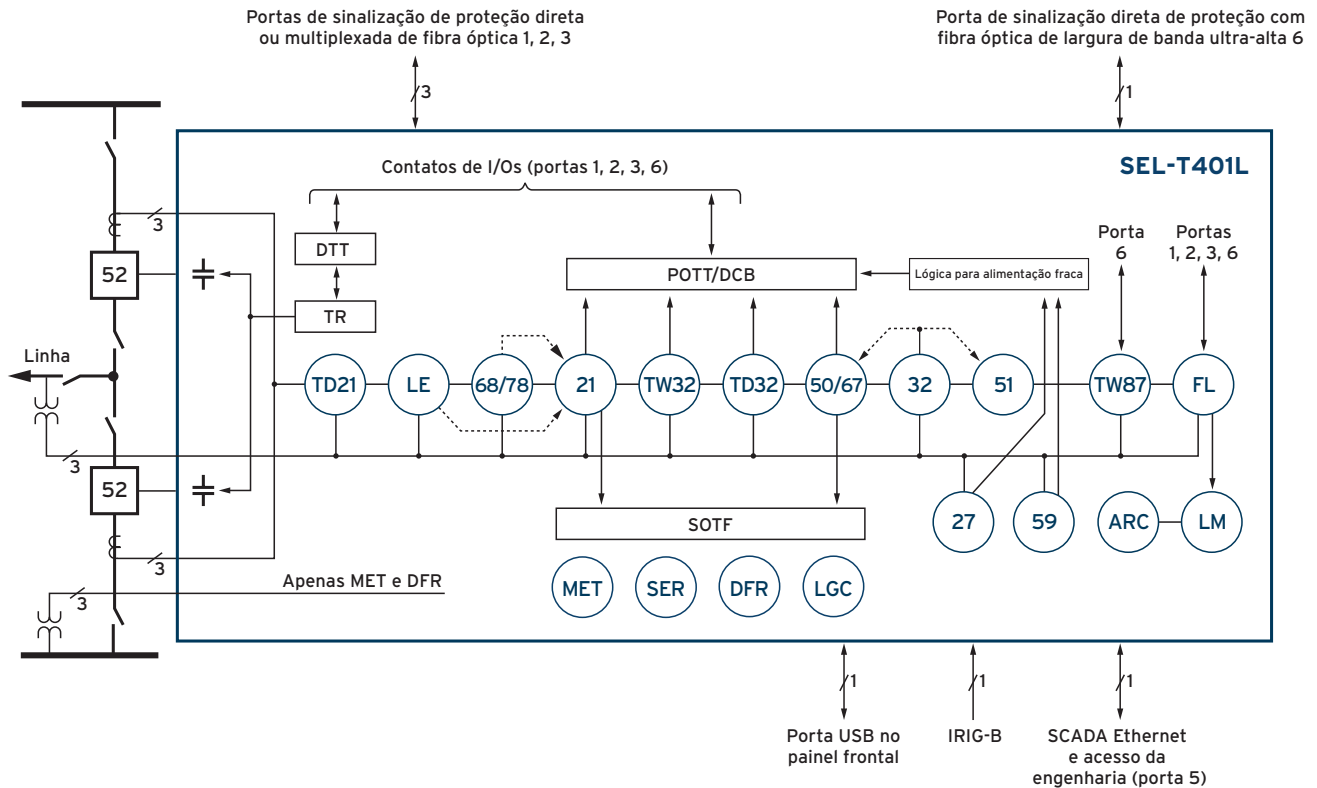 Portas de sinalização de proteção direta
ou multiplexada de fibra óptica 1, 2, 3
Porta de sinalização direta de proteção com
fibra óptica de largura de banda ultra-alta 6
3
1
SEL-T401L
Contatos de I/Os (portas 1, 2, 3, 6)
3
DTT
Porta
6
Portas
1, 2, 3, 6
52
POTT/DCB
Lógica para alimentação fraca
TR
Linha
TD21
LE
68/78
21
TW32
TD32
50/67
32
51
TW87
FL
3
52
SOTF
27
59
ARC
LM
3
Apenas MET e DFR
3
MET
SER
DFR
LGC
1
1
1
Porta USB no
painel frontal
IRIG-B
SCADA Ethernet
e acesso da
engenharia (porta 5)